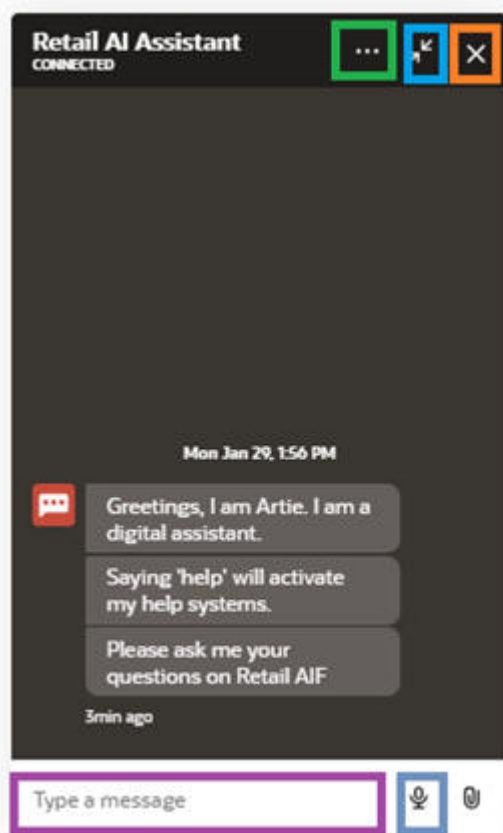 Retail AI Assistant
CONNECTED
Mon Jan 29, 1:56 PM
Greetings, I am Artie. I am a
digital assistant.
Saying 'help' will activate
my help systems.
Please ask me your
questions on Retail AIF
3min ago
Type a message